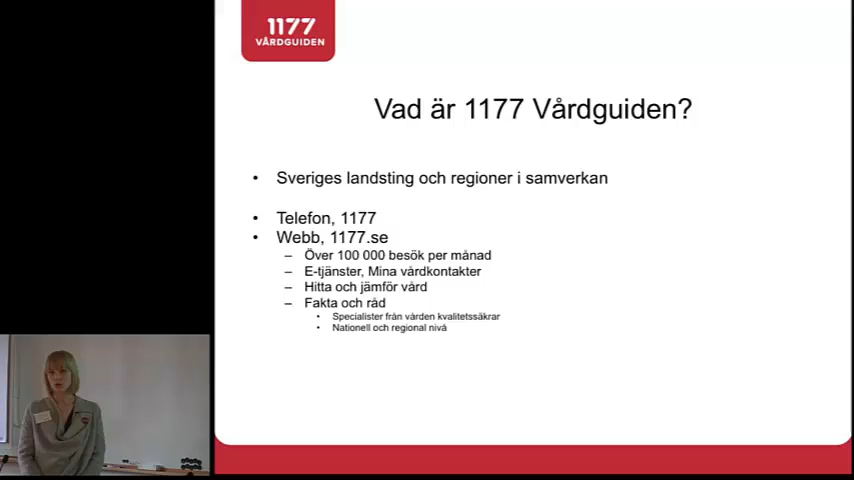 1177
VÅRDGUIDEN
Vad är 1177 Vårdguiden?
• Sveriges landsting och regioner i samverkan
• Telefon, 1177
• Webb, 1177.se
– Över 100 000 besök per månad
– E-tjänster, Mina vårdkontakter
– Hitta och jämför vård
– Fakta och råd
• Specialister från vården kvalitetssäkrar
• Nationell och regional nivå